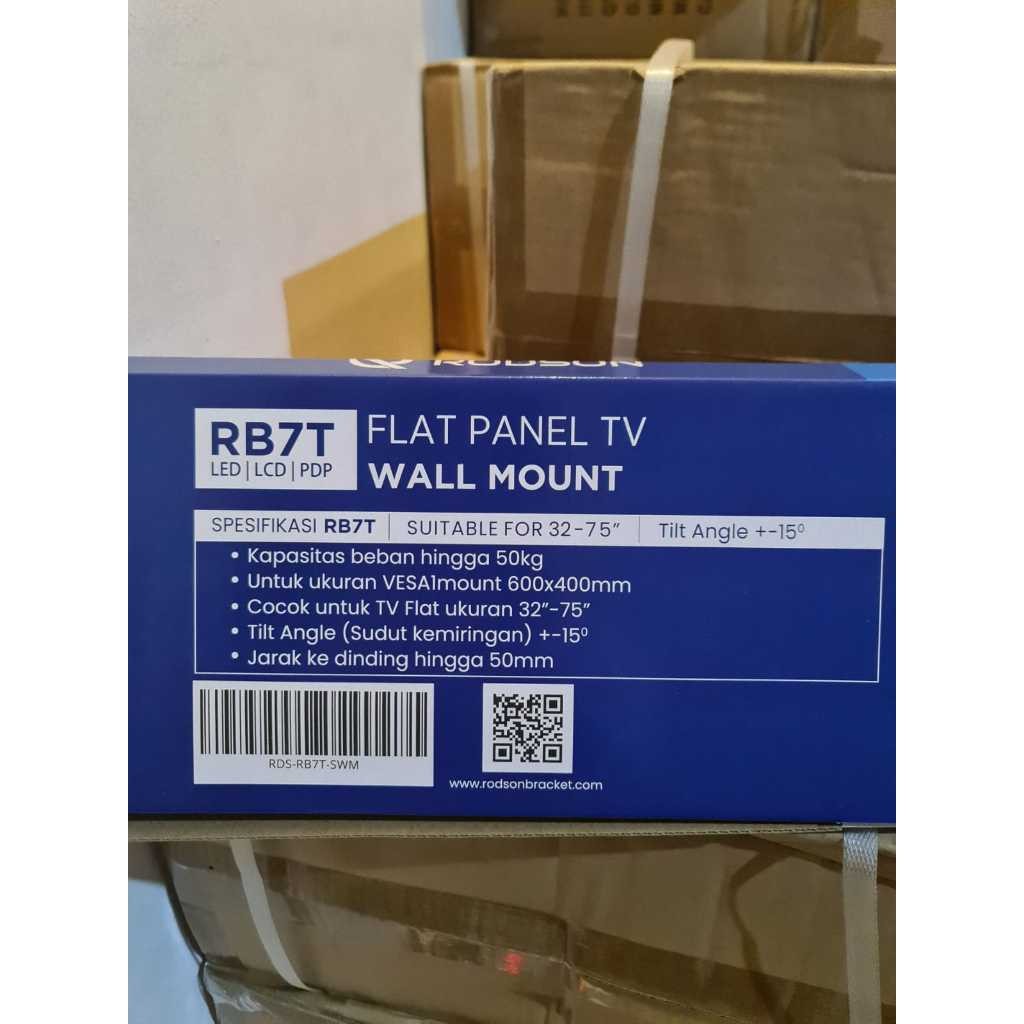 RODSON
RB7T
LED | LCD | PDP
FLAT PANEL TV
WALL MOUNT
SPESIFIKASI RB7T | SUITABLE FOR 32-75” | Tilt Angle +-15⁰
• Kapasitas beban hingga 50kg
• Untuk ukuran VESA1mount 600x400mm
• Cocok untuk TV Flat ukuran 32”-75”
• Tilt Angle (Sudut kemiringan) +-15⁰
• Jarak ke dinding hingga 50mm
RDS-RB7T-SWM
www.rodsonbracket.com